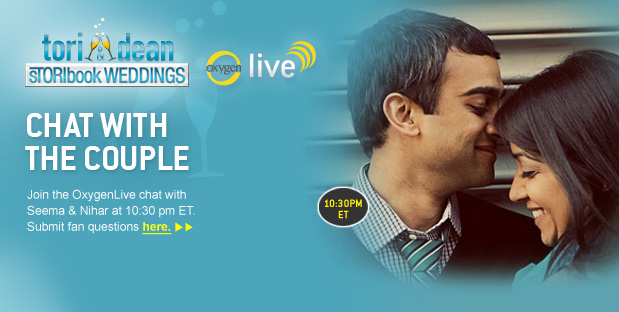 tori & dean
sTORIbook WEDDINGS
oxygen live
CHAT WITH
THE COUPLE
Join the OxygenLive chat with
Seema & Nihar at 10:30 pm ET.
Submit fan questions here.
10:30PM
ET